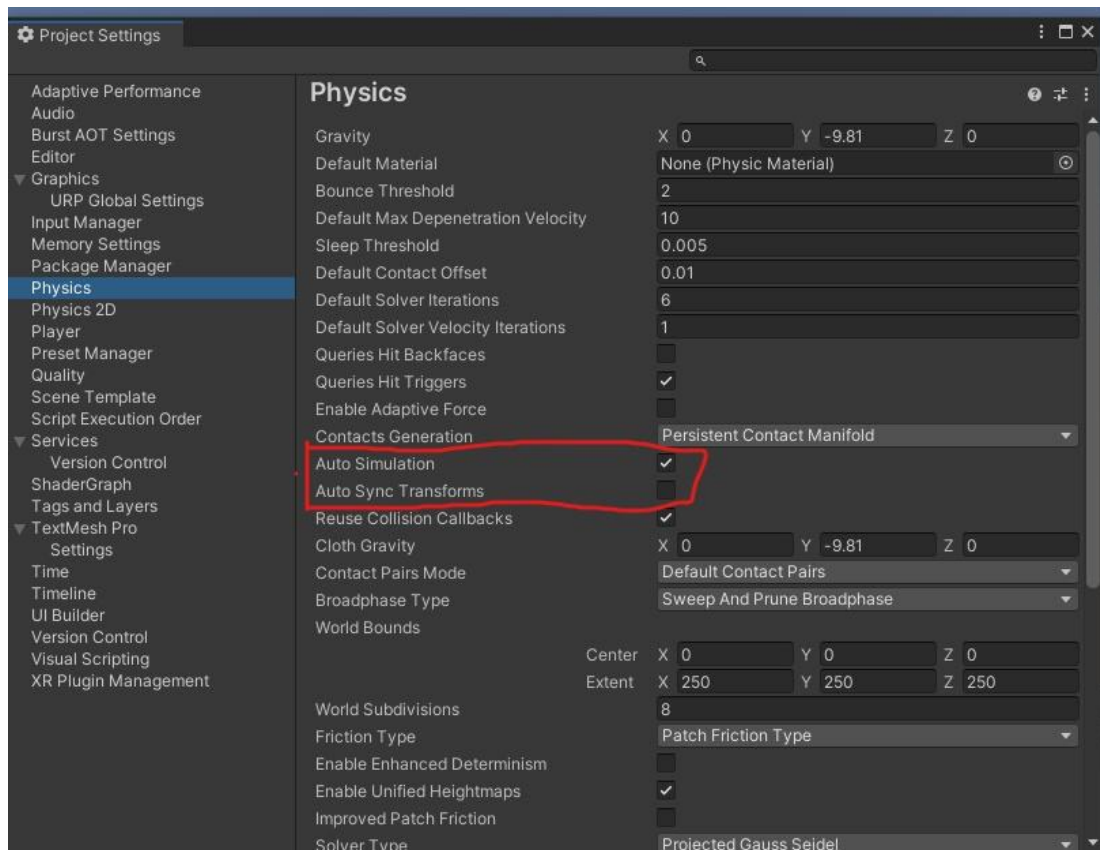 Project Settings
Adaptive Performance
Audio
Burst AOT Settings
Editor
Graphics
URP Global Settings
Input Manager
Memory Settings
Package Manager
Physics
Physics 2D
Player
Preset Manager
Quality
Scene Template
Script Execution Order
Services
Version Control
ShaderGraph
Tags and Layers
TextMesh Pro
Settings
Time
Timeline
UI Builder
Version Control
Visual Scripting
XR Plugin Management
Physics
Gravity X 0 Y -9.81 Z 0
Default Material None (Physic Material)
Bounce Threshold 2
Default Max Depenetration Velocity 10
Sleep Threshold 0.005
Default Contact Offset 0.01
Default Solver Iterations 6
Default Solver Velocity Iterations 1
Queries Hit Backfaces
Queries Hit Triggers
Enable Adaptive Force
Contacts Generation Persistent Contact Manifold
Auto Simulation
Auto Sync Transforms
Reuse Collision Callbacks
Cloth Gravity X 0 Y -9.81 Z 0
Contact Pairs Mode Default Contact Pairs
Broadphase Type Sweep And Prune Broadphase
World Bounds
Center X 0 Y 0 Z 0
Extent X 250 Y 250 Z 250
World Subdivisions 8
Friction Type Patch Friction Type
Enable Enhanced Determinism
Enable Unified Heightmaps
Improved Patch Friction
Solver Type Projected Gauss Seidel